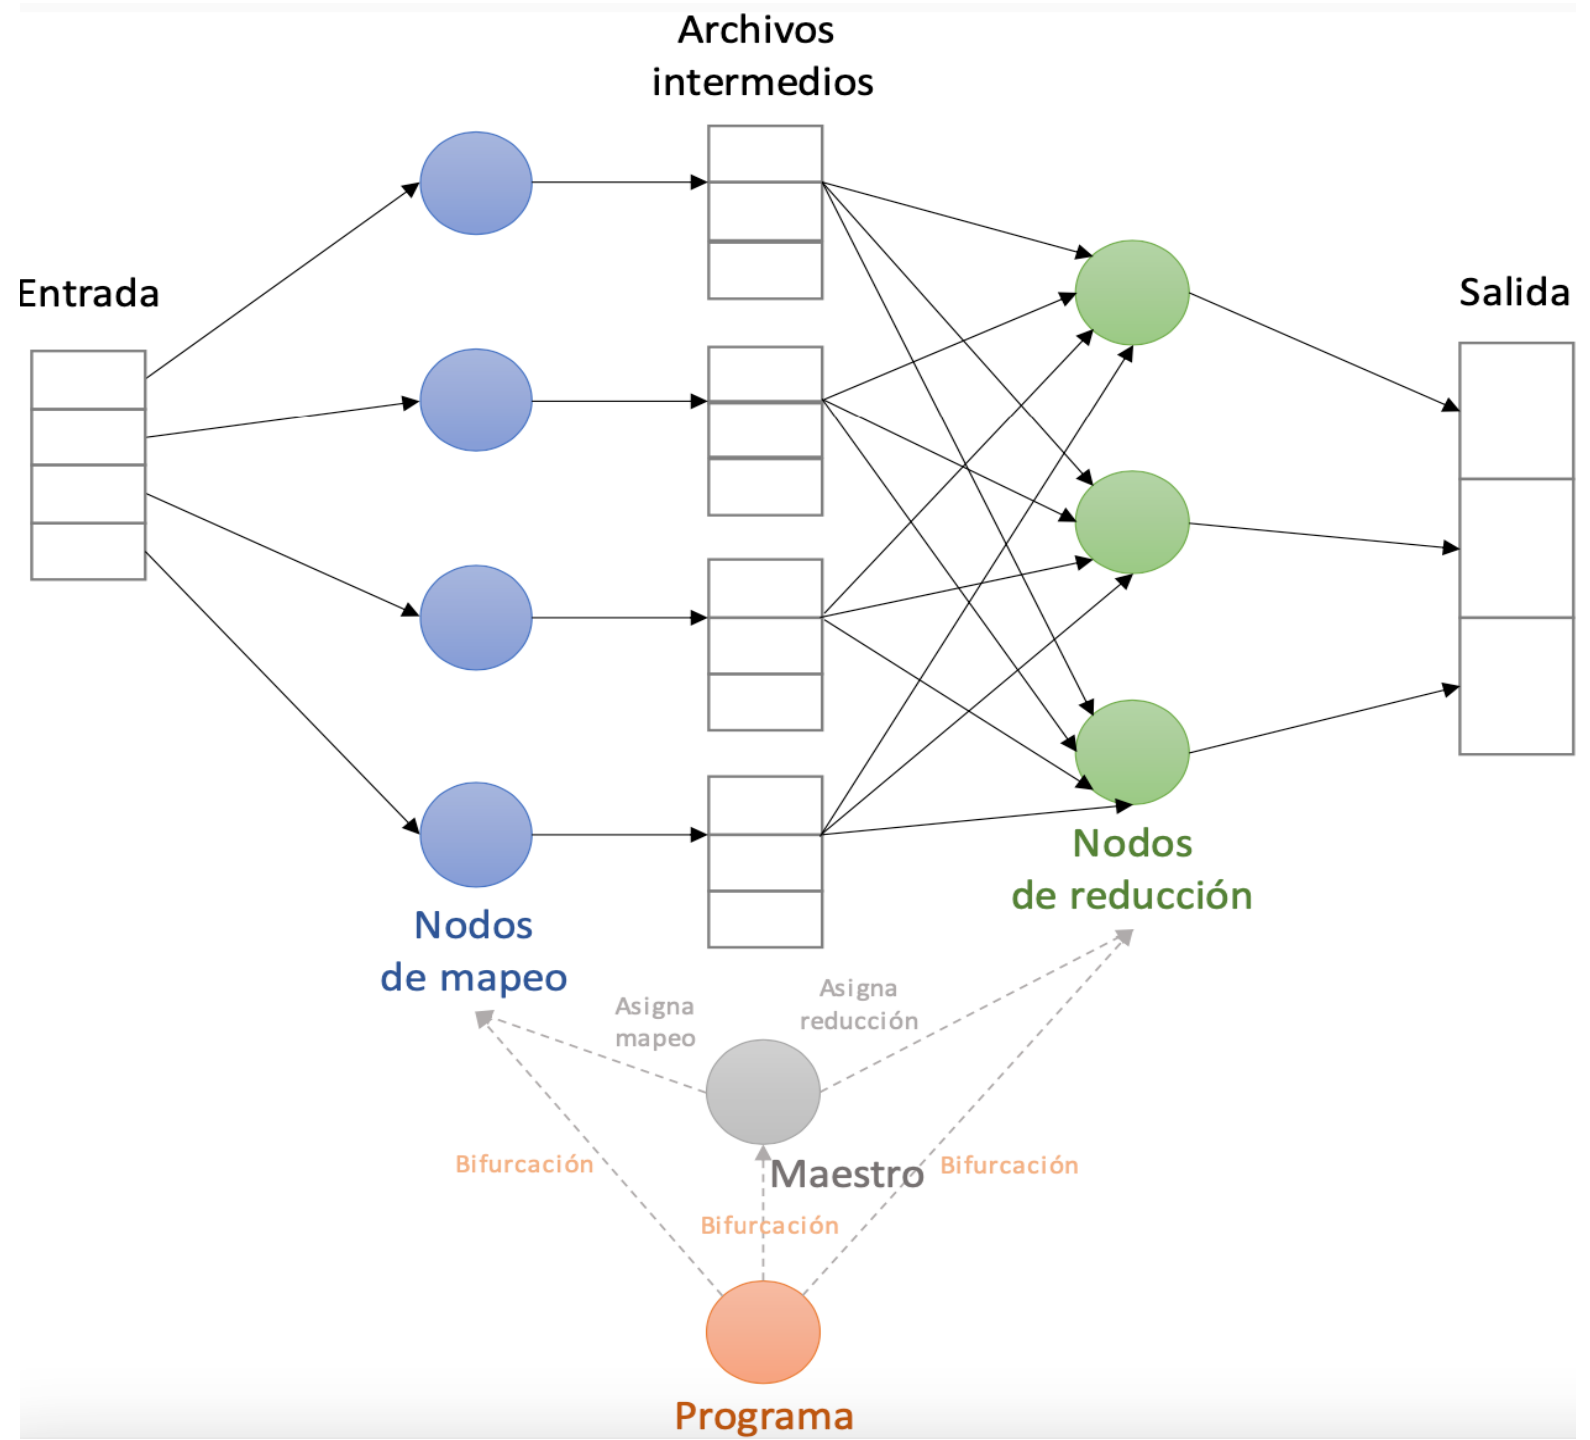 Archivos
intermedios
Entrada
Salida
Nodos
de reducción
Nodos
de mapeo
Asigna
mapeo
Asigna
reducción
Bifurcación
Maestro
Bifurcación
Bifurcación
Programa